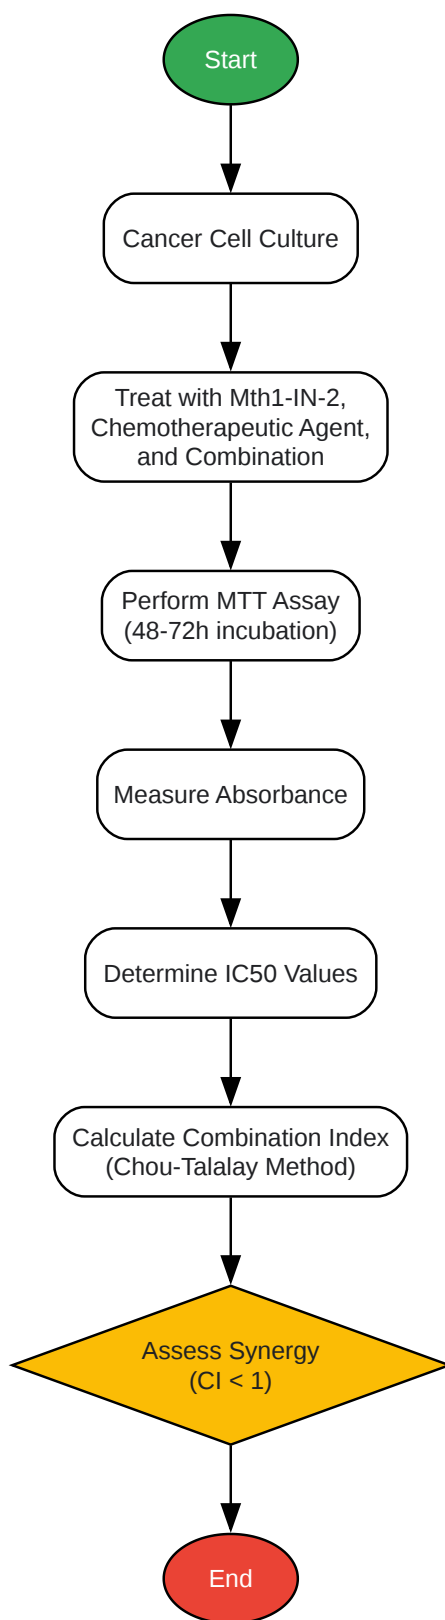 Start
Cancer Cell Culture
Treat with Mth1-IN-2,
Chemotherapeutic Agent,
and Combination
Perform MTT Assay
(48-72h incubation)
Measure Absorbance
Determine IC50 Values
Calculate Combination Index
(Chou-Talalay Method)
Assess Synergy
(CI < 1)
End